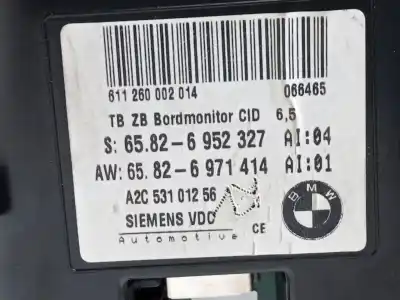 611 260 002 014 066465
TB ZB Bordmonitor CID 6,5
S: 65.82-6 952 327 AI:04
AW: 65.82-6 971 414 AI:01
A2C 531 012 56
SIEMENS VDO
Automotive CE
BMW